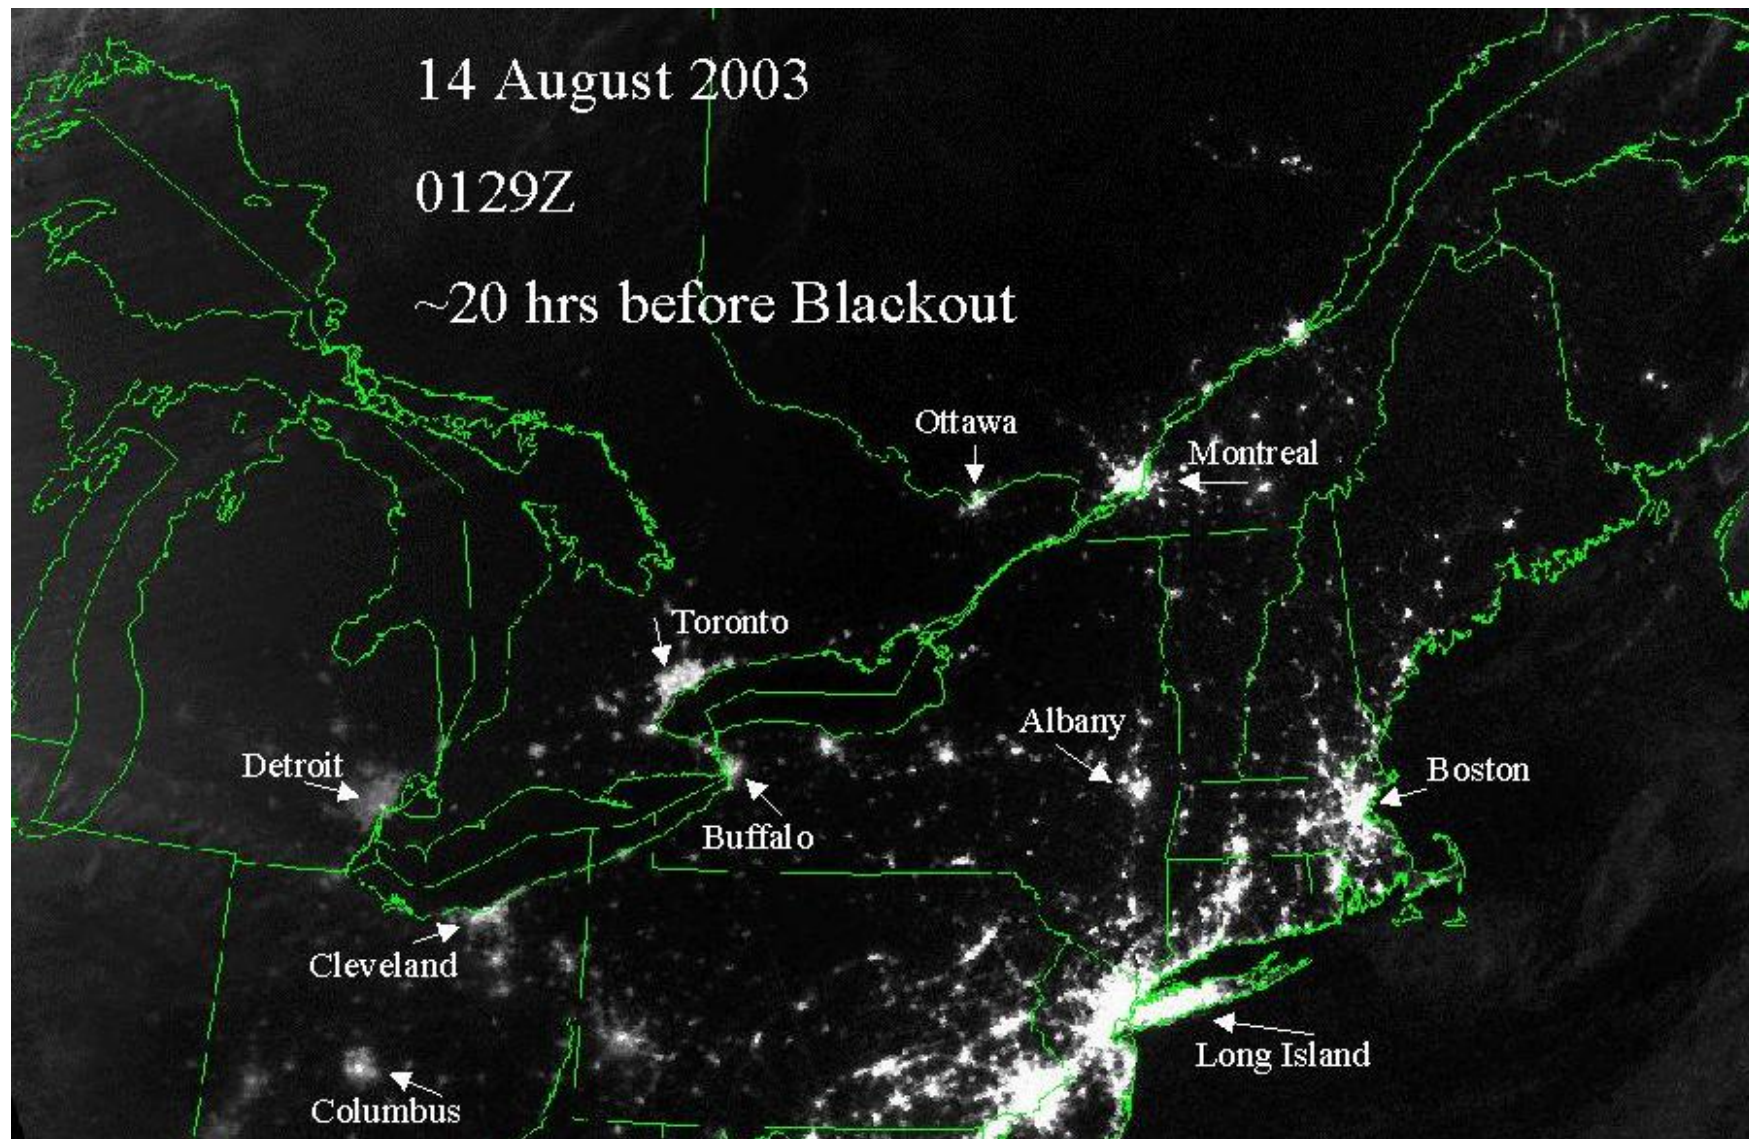 14 August 2003
0129Z
~20 hrs before Blackout
Ottawa
Montreal
Toronto
Albany
Detroit
Boston
Buffalo
Cleveland
Long Island
Columbus